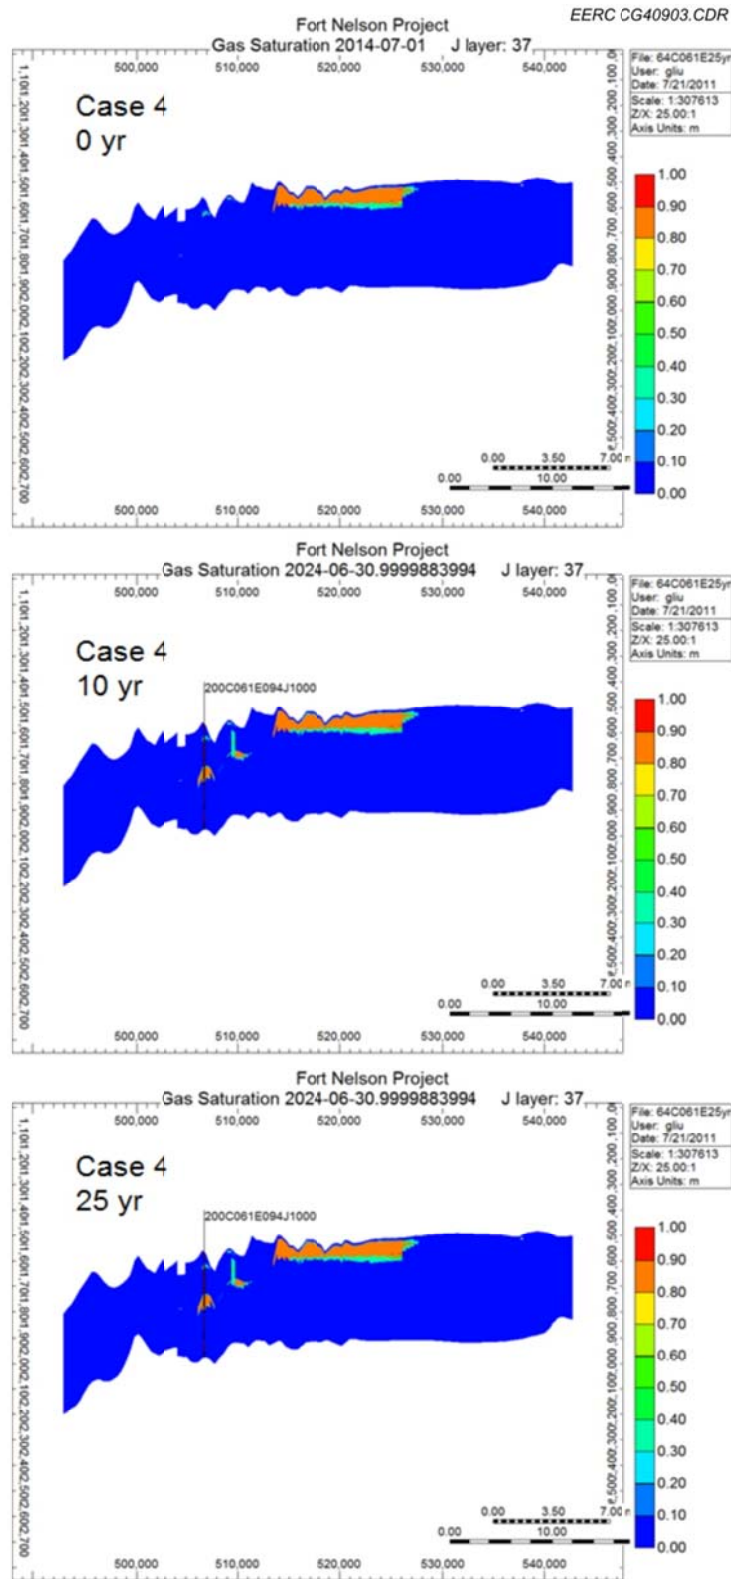 EERC CG40903.CDR
Fort Nelson Project
Gas Saturation 2014-07-01 J layer: 37
File: 64C061E25yr
User: gliu
Date: 7/21/2011
Scale: 1:307613
Z/X: 25.00:1
Axis Units: m
500,000 510,000 520,000 530,000 540,000
Case 4
0 yr
1.00
0.90
0.80
0.70
0.60
0.50
0.40
0.30
0.20
0.10
0.00
0.00 3.50 7.00
0.00 10.00
500,000 510,000 520,000 530,000 540,000
Fort Nelson Project
Gas Saturation 2024-06-30.9999883994 J layer: 37
File: 64C061E25yr
User: gliu
Date: 7/21/2011
Scale: 1:307613
Z/X: 25.00:1
Axis Units: m
500,000 510,000 520,000 530,000 540,000
Case 4
10 yr
200C061E094J1000
1.00
0.90
0.80
0.70
0.60
0.50
0.40
0.30
0.20
0.10
0.00
0.00 3.50 7.00
0.00 10.00
500,000 510,000 520,000 530,000 540,000
Fort Nelson Project
Gas Saturation 2024-06-30.9999883994 J layer: 37
File: 64C061E25yr
User: gliu
Date: 7/21/2011
Scale: 1:307613
Z/X: 25.00:1
Axis Units: m
500,000 510,000 520,000 530,000 540,000
Case 4
25 yr
200C061E094J1000
1.00
0.90
0.80
0.70
0.60
0.50
0.40
0.30
0.20
0.10
0.00
0.00 3.50 7.00
0.00 10.00
500,000 510,000 520,000 530,000 540,000